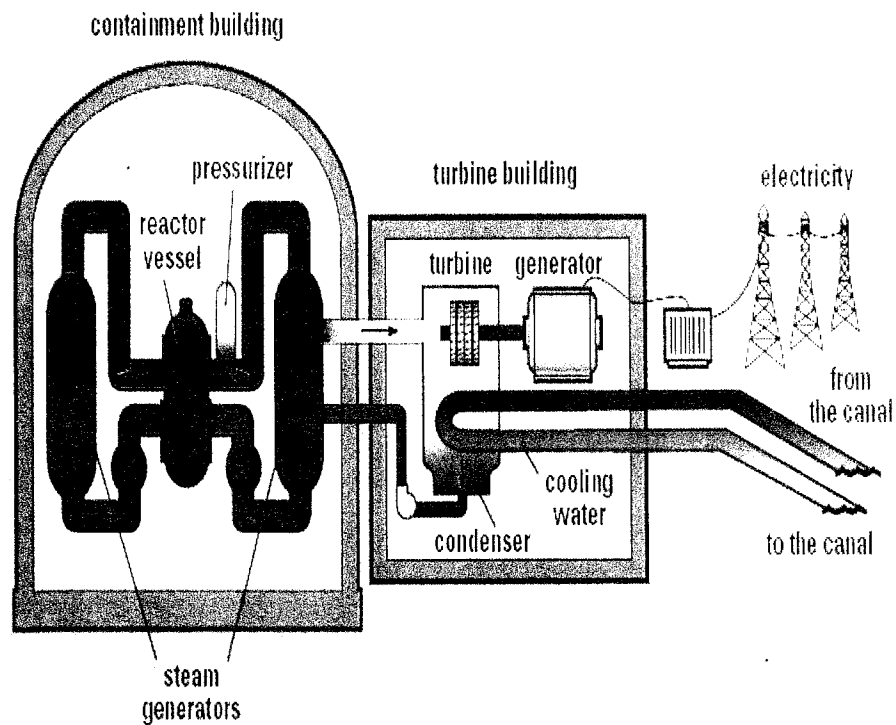 containment building
pressurizer
reactor
vessel
turbine building
turbine
generator
electricity
from
the canal
cooling
water
condenser
to the canal
steam
generators